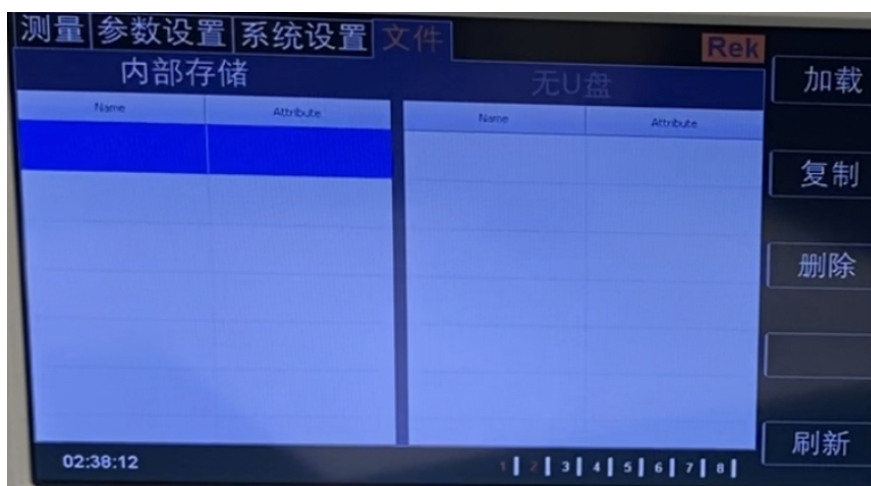 测量 参数设置 系统设置 文件 Rek
内部存储 无U盘
Name Attribute Name Attribute
加载
复制
删除
刷新
02:38:12 1 2 3 4 5 6 7 8